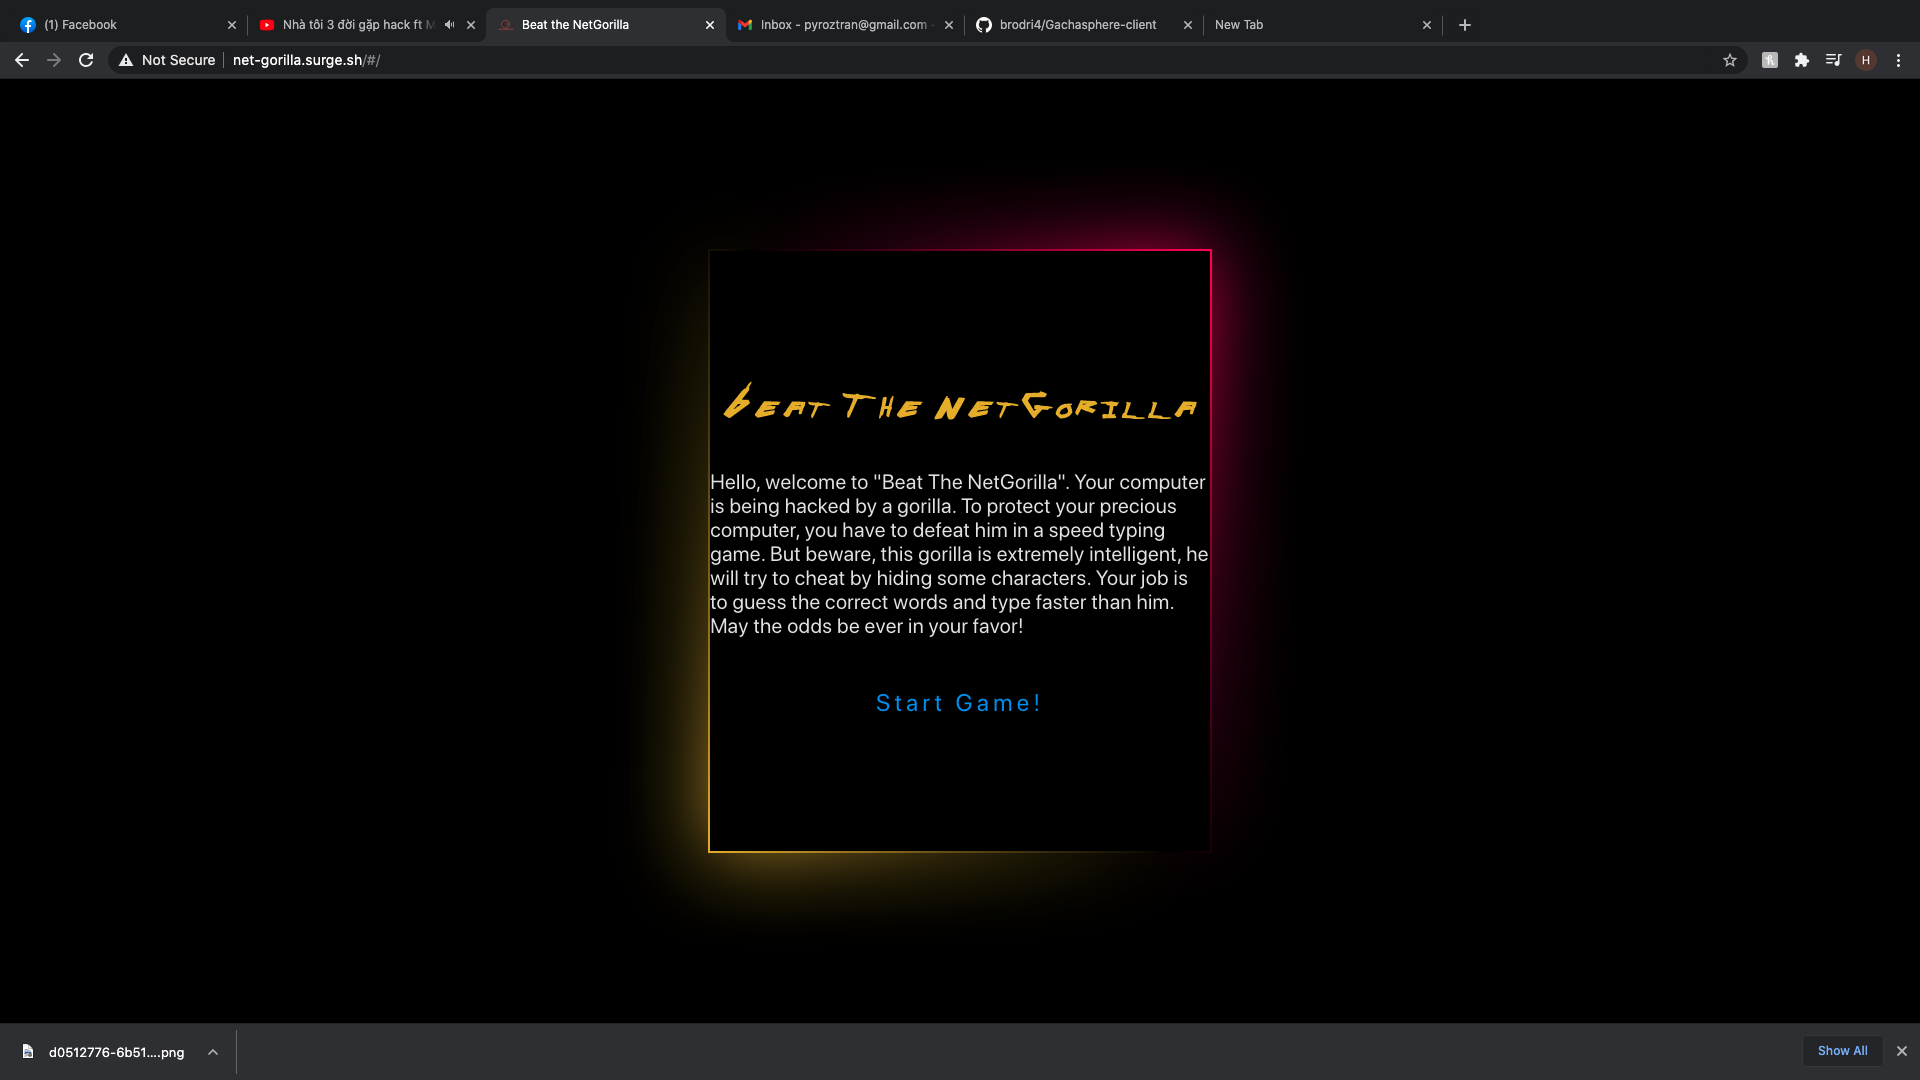 (1) Facebook
Nhà tôi 3 đời gặp hack ft M
Beat the NetGorilla
Inbox - pyroztran@gmail.com -
brodri4/Gachasphere-client
New Tab
Not Secure
net-gorilla.surge.sh/#/
H
Beat The NetGorilla
Hello, welcome to "Beat The NetGorilla". Your computer
is being hacked by a gorilla. To protect your precious
computer, you have to defeat him in a speed typing
game. But beware, this gorilla is extremely intelligent, he
will try to cheat by hiding some characters. Your job is
to guess the correct words and type faster than him.
May the odds be ever in your favor!
Start Game!
d0512776-6b51....png
Show All